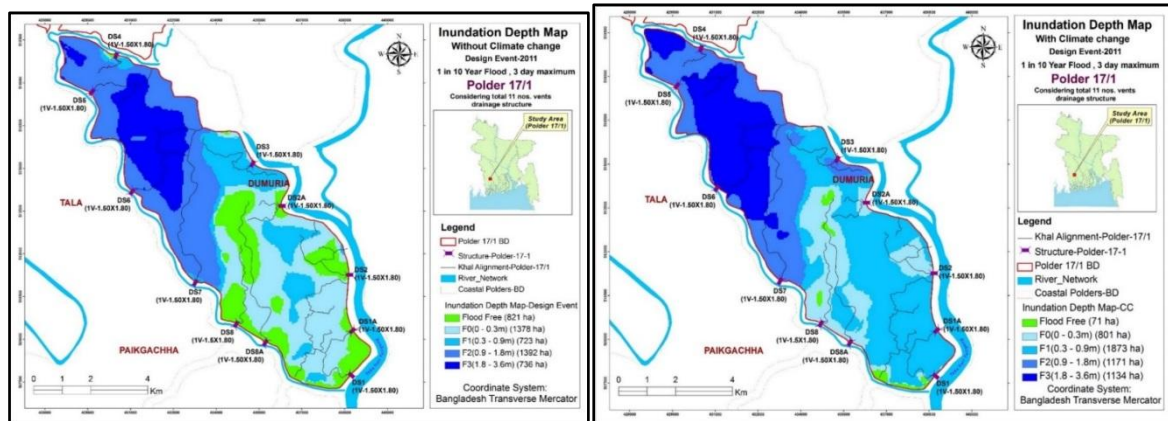 Inundation Depth Map
Without Climate change
Design Event-2011
1 in 10 Year Flood , 3 day maximum
Polder 17/1
Considering total 11 nos. vents
drainage structure
Study Area
(Polder 17/1)
Legend
Polder 17/1 BD
Structure-Polder-17-1
Khal Alignment-Polder-17/1
River_Network
Coastal Polders-BD
Inundation Depth Map-Design Event
Flood Free (821 ha)
F0(0 - 0.3m) (1378 ha)
F1(0.3 - 0.9m) (723 ha)
F2(0.9 - 1.8m) (1392 ha)
F3(1.8 - 3.6m) (736 ha)
Coordinate System:
Bangladesh Transverse Mercator
DS4
(1V-1.50X1.80)
DS5
(1V-1.50X1.80)
DS3
(1V-1.50X1.80)
DUMURIA
DS2A
(1V-1.50X1.80)
DS6
(1V-1.50X1.80)
TALA
DS2
(1V-1.50X1.80)
DS7
(1V-1.50X1.80)
DS1A
(1V-1.50X1.80)
DS8
(1V-1.50X1.80)
DS8A
(1V-1.50X1.80)
PAIKGACHHA
DS1
(1V-1.50X1.80)
0 1 2 4
Km
N
W E
S
Inundation Depth Map
With Climate change
Design Event-2011
1 in 10 Year Flood , 3 day maximum
Polder 17/1
Considering total 11 nos. vents
drainage structure
Study Area
(Polder 17/1)
Legend
Khal Alignment-Polder-17/1
Structure-Polder-17-1
Polder 17/1 BD
River_Network
Coastal Polders-BD
Inundation Depth Map-CC
Flood Free (71 ha)
F0(0 - 0.3m) (801 ha)
F1(0.3 - 0.9m) (1873 ha)
F2(0.9 - 1.8m) (1171 ha)
F3(1.8 - 3.6m) (1134 ha)
Coordinate System:
Bangladesh Transverse Mercator
DS4
(1V-1.50X1.80)
DS5
(1V-1.50X1.80)
DS3
(1V-1.50X1.80)
DUMURIA
DS2A
(1V-1.50X1.80)
DS6
(1V-1.50X1.80)
TALA
DS2
(1V-1.50X1.80)
DS7
(1V-1.50X1.80)
DS1A
(1V-1.50X1.80)
DS8
(1V-1.50X1.80)
DS8A
(1V-1.50X1.80)
PAIKGACHHA
DS1
(1V-1.50X1.80)
0 1 2 4
Km
N
W E
S